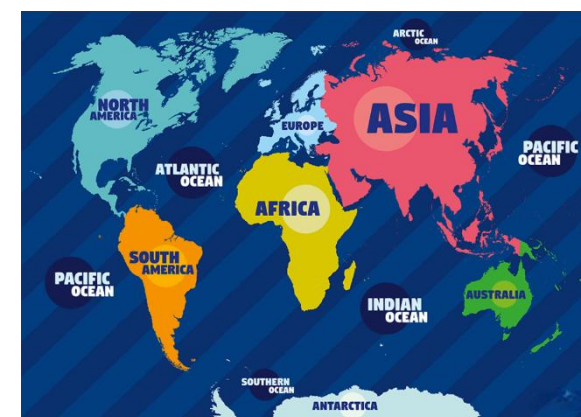 ARCTIC
OCEAN
NORTH
AMERICA
EUROPE
ASIA
PACIFIC
OCEAN
ATLANTIC
OCEAN
AFRICA
SOUTH
AMERICA
PACIFIC
OCEAN
INDIAN
OCEAN
AUSTRALIA
SOUTHERN
OCEAN
ANTARCTICA